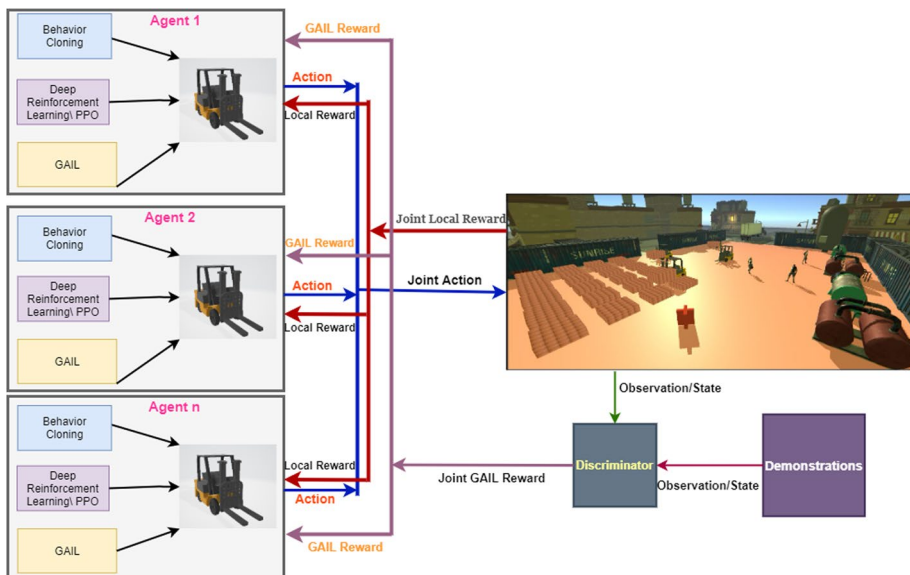 Agent 1
Behavior
Cloning
Deep
Reinforcement
Learning\ PPO
GAIL
GAIL Reward
Action
Local Reward
Agent 2
Behavior
Cloning
Deep
Reinforcement
Learning\ PPO
GAIL
GAIL Reward
Action
Local Reward
Agent n
Behavior
Cloning
Deep
Reinforcement
Learning\ PPO
GAIL
Local Reward
Action
GAIL Reward
Joint Local Reward
Joint Action
SUNRISE
Observation/State
Discriminator
Demonstrations
Observation/State
Joint GAIL Reward